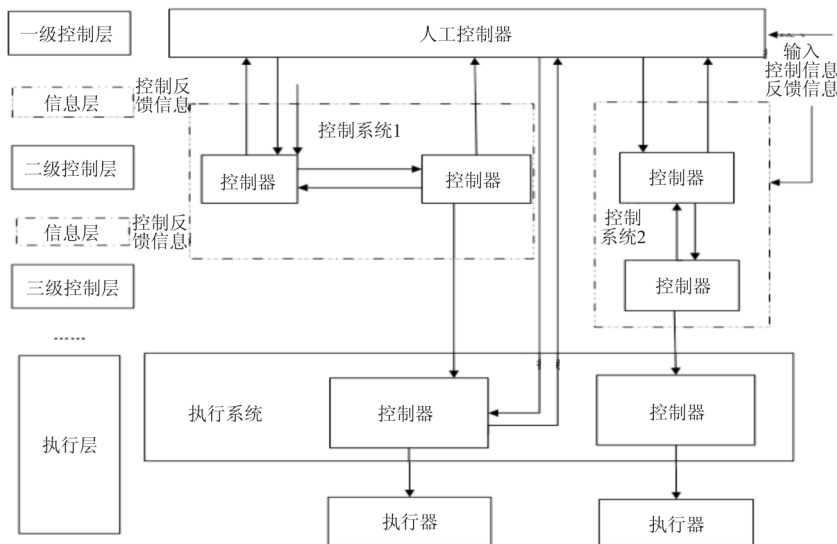 一级控制层
人工控制器
输入
控制信息
反馈信息
信息层
控制反
馈信息
控制系统1
二级控制层
控制器
控制器
控制器
信息层
控制反
馈信息
控制
系统2
三级控制层
控制器
……
执行层
执行系统
控制器
控制器
执行器
执行器